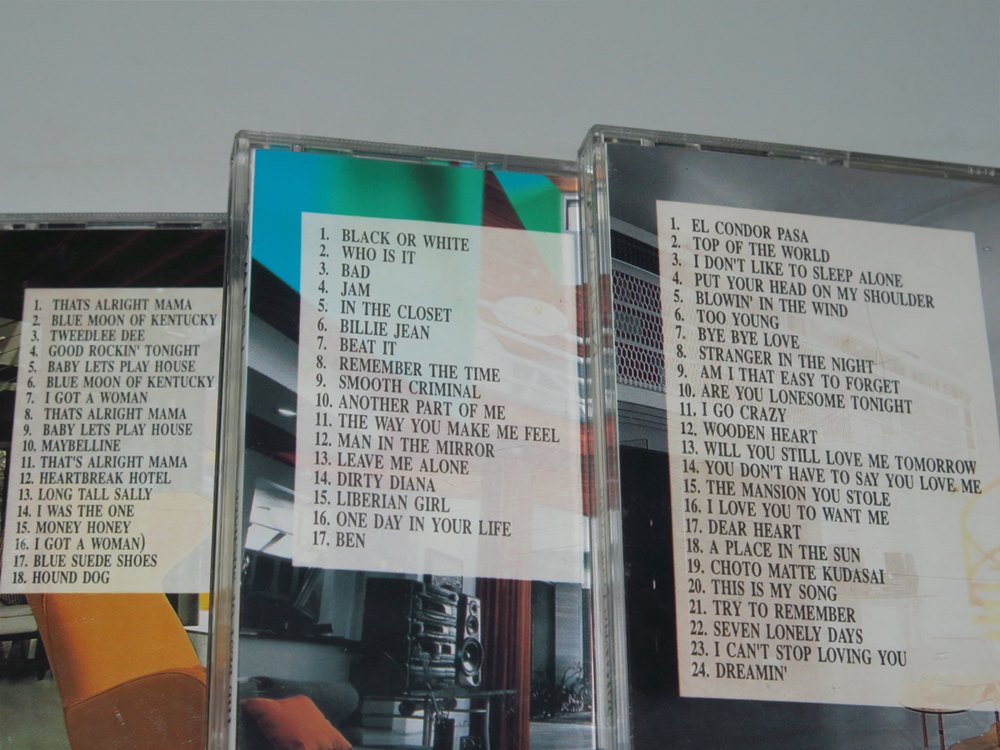 1. THATS ALRIGHT MAMA
2. BLUE MOON OF KENTUCKY
3. TWEEDLEE DEE
4. GOOD ROCKIN' TONIGHT
5. BABY LETS PLAY HOUSE
6. BLUE MOON OF KENTUCKY
7. I GOT A WOMAN
8. THATS ALRIGHT MAMA
9. BABY LETS PLAY HOUSE
10. MAYBELLINE
11. THAT'S ALRIGHT MAMA
12. HEARTBREAK HOTEL
13. LONG TALL SALLY
14. I WAS THE ONE
15. MONEY HONEY
16. I GOT A WOMAN)
17. BLUE SUEDE SHOES
18. HOUND DOG
1. BLACK OR WHITE
2. WHO IS IT
3. BAD
4. JAM
5. IN THE CLOSET
6. BILLIE JEAN
7. BEAT IT
8. REMEMBER THE TIME
9. SMOOTH CRIMINAL
10. ANOTHER PART OF ME
11. THE WAY YOU MAKE ME FEEL
12. MAN IN THE MIRROR
13. LEAVE ME ALONE
14. DIRTY DIANA
15. LIBERIAN GIRL
16. ONE DAY IN YOUR LIFE
17. BEN
1. EL CONDOR PASA
2. TOP OF THE WORLD
3. I DON'T LIKE TO SLEEP ALONE
4. PUT YOUR HEAD ON MY SHOULDER
5. BLOWIN' IN THE WIND
6. TOO YOUNG
7. BYE BYE LOVE
8. STRANGER IN THE NIGHT
9. AM I THAT EASY TO FORGET
10. ARE YOU LONESOME TONIGHT
11. I GO CRAZY
12. WOODEN HEART
13. WILL YOU STILL LOVE ME TOMORROW
14. YOU DON'T HAVE TO SAY YOU LOVE ME
15. THE MANSION YOU STOLE
16. I LOVE YOU TO WANT ME
17. DEAR HEART
18. A PLACE IN THE SUN
19. CHOTO MATTE KUDASAI
20. THIS IS MY SONG
21. TRY TO REMEMBER
22. SEVEN LONELY DAYS
23. I CAN'T STOP LOVING YOU
24. DREAMIN'